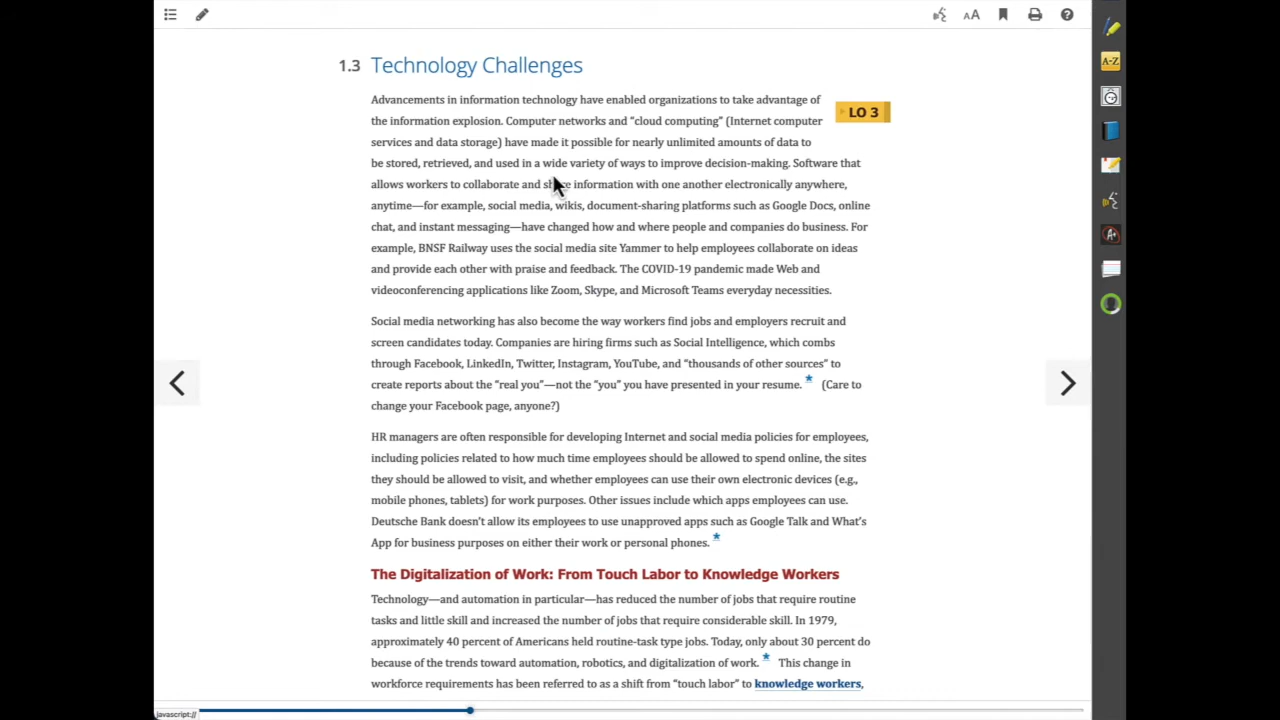 AA
1.3 Technology Challenges
Advancements in information technology have enabled organizations to take advantage of
LO 3
the information explosion. Computer networks and “cloud computing” (Internet computer
services and data storage) have made it possible for nearly unlimited amounts of data to
be stored, retrieved, and used in a wide variety of ways to improve decision-making. Software that
allows workers to collaborate and share information with one another electronically anywhere,
anytime—for example, social media, wikis, document-sharing platforms such as Google Docs, online
chat, and instant messaging—have changed how and where people and companies do business. For
example, BNSF Railway uses the social media site Yammer to help employees collaborate on ideas
and provide each other with praise and feedback. The COVID-19 pandemic made Web and
videoconferencing applications like Zoom, Skype, and Microsoft Teams everyday necessities.
Social media networking has also become the way workers find jobs and employers recruit and
screen candidates today. Companies are hiring firms such as Social Intelligence, which combs
through Facebook, LinkedIn, Twitter, Instagram, YouTube, and “thousands of other sources” to
create reports about the “real you”—not the “you” you have presented in your resume. * (Care to
change your Facebook page, anyone?)
HR managers are often responsible for developing Internet and social media policies for employees,
including policies related to how much time employees should be allowed to spend online, the sites
they should be allowed to visit, and whether employees can use their own electronic devices (e.g.,
mobile phones, tablets) for work purposes. Other issues include which apps employees can use.
Deutsche Bank doesn’t allow its employees to use unapproved apps such as Google Talk and What’s
App for business purposes on either their work or personal phones. *
The Digitalization of Work: From Touch Labor to Knowledge Workers
Technology—and automation in particular—has reduced the number of jobs that require routine
tasks and little skill and increased the number of jobs that require considerable skill. In 1979,
approximately 40 percent of Americans held routine-task type jobs. Today, only about 30 percent do
because of the trends toward automation, robotics, and digitalization of work. * This change in
workforce requirements has been referred to as a shift from “touch labor” to knowledge workers,
javascript://
A-Z
A+